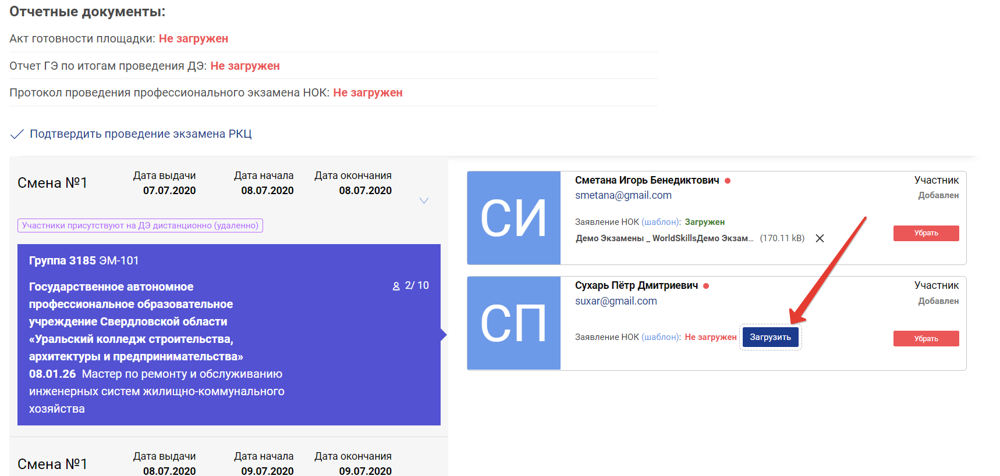 Отчетные документы:
Акт готовности площадки: Не загружен
Отчет ГЭ по итогам проведения ДЭ: Не загружен
Протокол проведения профессионального экзамена НОК: Не загружен
Подтвердить проведение экзамена РКЦ
Смена №1
Дата выдачи
07.07.2020
Дата начала
08.07.2020
Дата окончания
08.07.2020
Участники присутствуют на ДЭ дистанционно (удаленно)
Группа 3185 ЭМ-101
Государственное автономное
профессиональное образовательное
учреждение Свердловской области
«Уральский колледж строительства,
архитектуры и предпринимательства»
08.01.26 Мастер по ремонту и обслуживанию
инженерных систем жилищно-коммунального
хозяйства
2/ 10
Смена №1
Дата выдачи
08.07.2020
Дата начала
09.07.2020
Дата окончания
09.07.2020
СИ
Сметана Игорь Бенедиктович
smetana@gmail.com
Заявление НОК (шаблон): Загружен
Демо Экзамены _ WorldSkillsДемо Экзам... (170.11 kB)
Участник
Добавлен
Убрать
СП
Сухарь Пётр Дмитриевич
suxar@gmail.com
Заявление НОК (шаблон): Не загружен Загрузить
Участник
Добавлен
Убрать